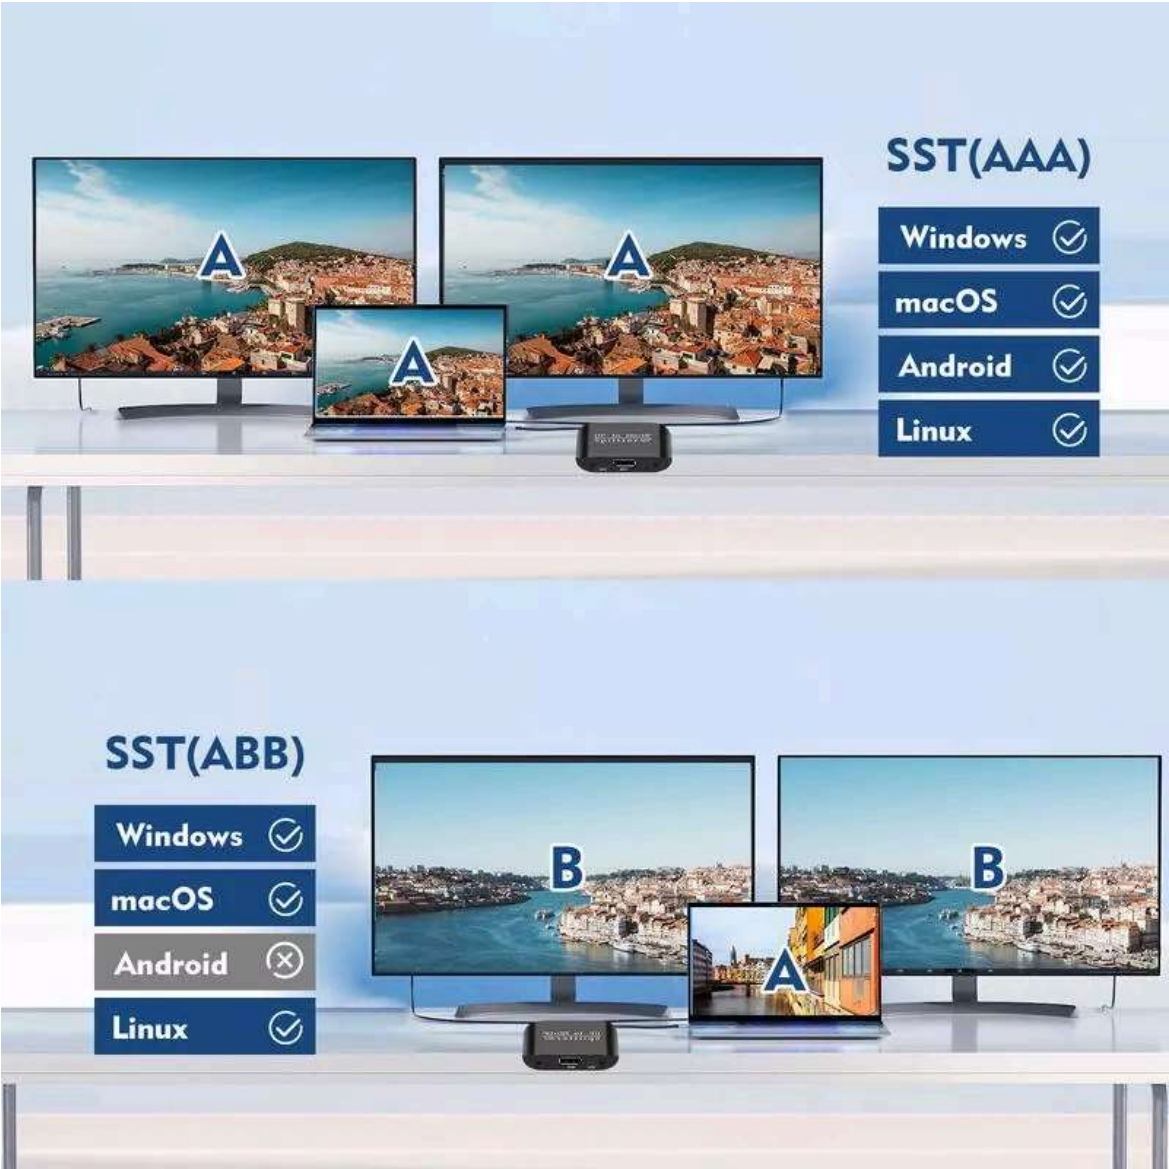 SST(AAA)
A
A
A
Windows
macOS
Android
Linux
SST(ABB)
Windows
macOS
Android
Linux
B
B
A